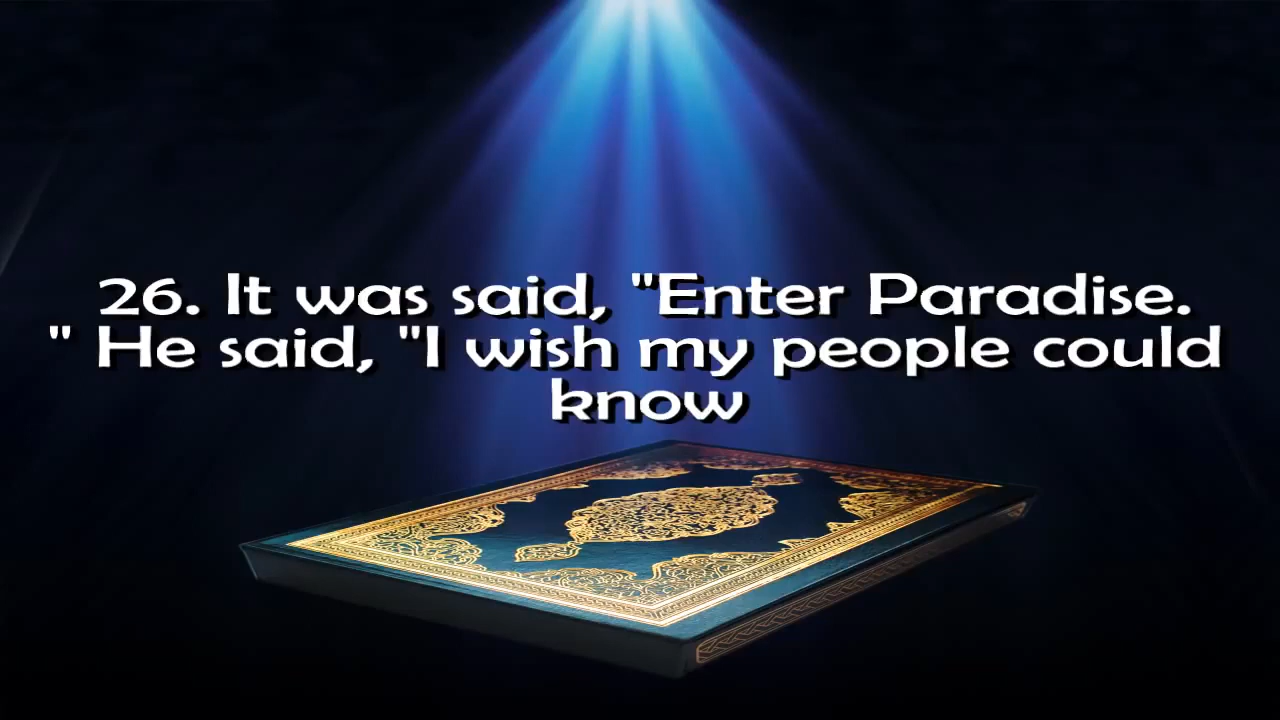 26. It was said, "Enter Paradise.
" He said, "I wish my people could
know